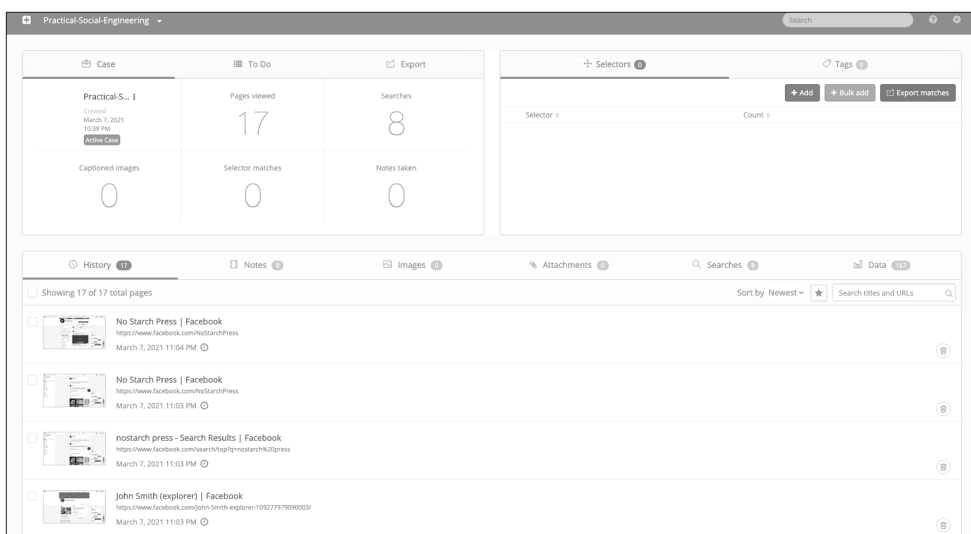 Practical-Social-Engineering
Search
Case
To Do
Export
Practical-S...
Created
March 7, 2021
10:39 PM
Active Case
Pages viewed
17
Searches
8
Captioned images
0
Selector matches
0
Notes taken
0
Selectors 0
Tags 0
+ Add
+ Bulk add
Export matches
Selector
Count
History 17
Notes 0
Images 0
Attachments 0
Searches 8
Data 167
Showing 17 of 17 total pages
Sort by Newest
Search titles and URLs
No Starch Press | Facebook
https://www.facebook.com/NoStarchPress
March 7, 2021 11:04 PM
No Starch Press | Facebook
https://www.facebook.com/NoStarchPress
March 7, 2021 11:03 PM
nostarch press - Search Results | Facebook
https://www.facebook.com/search/top?q=nostarch%20press
March 7, 2021 11:03 PM
John Smith (explorer) | Facebook
https://www.facebook.com/John-Smith-explorer-109277979090003/
March 7, 2021 11:03 PM